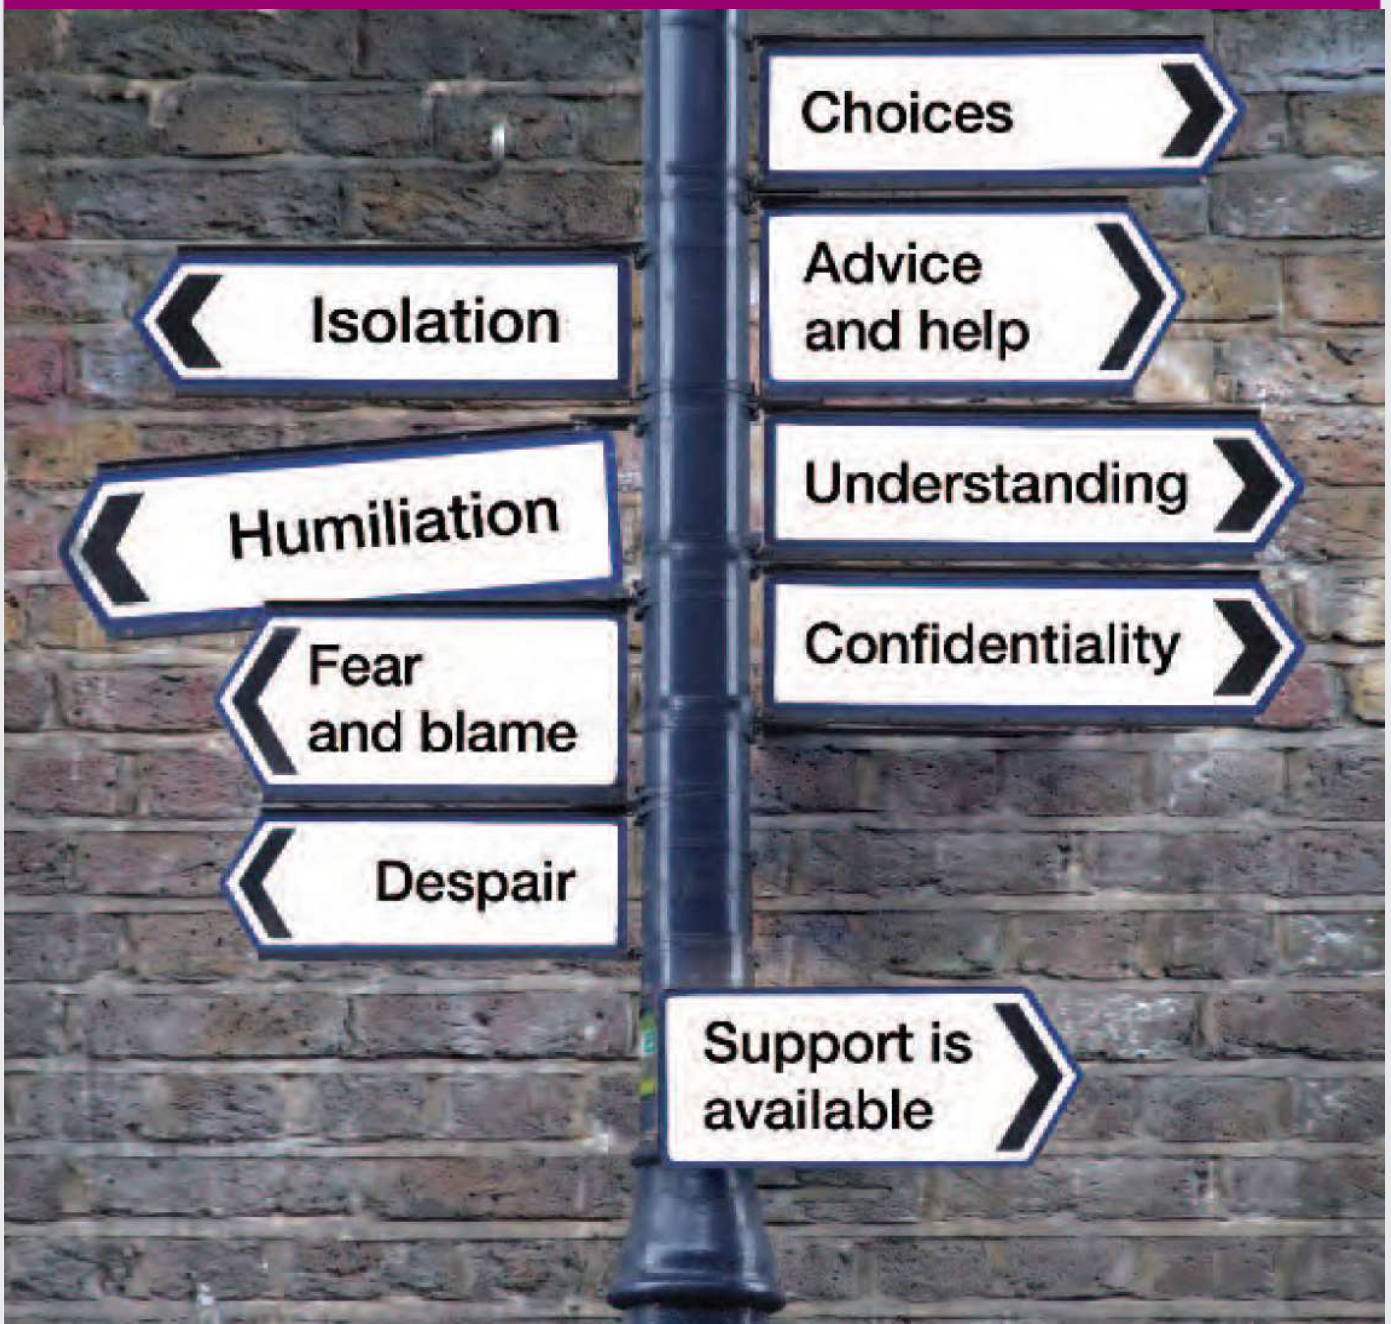 Choices
Advice
and help
Isolation
Understanding
Humiliation
Confidentiality
Fear
and blame
Despair
Support is
available